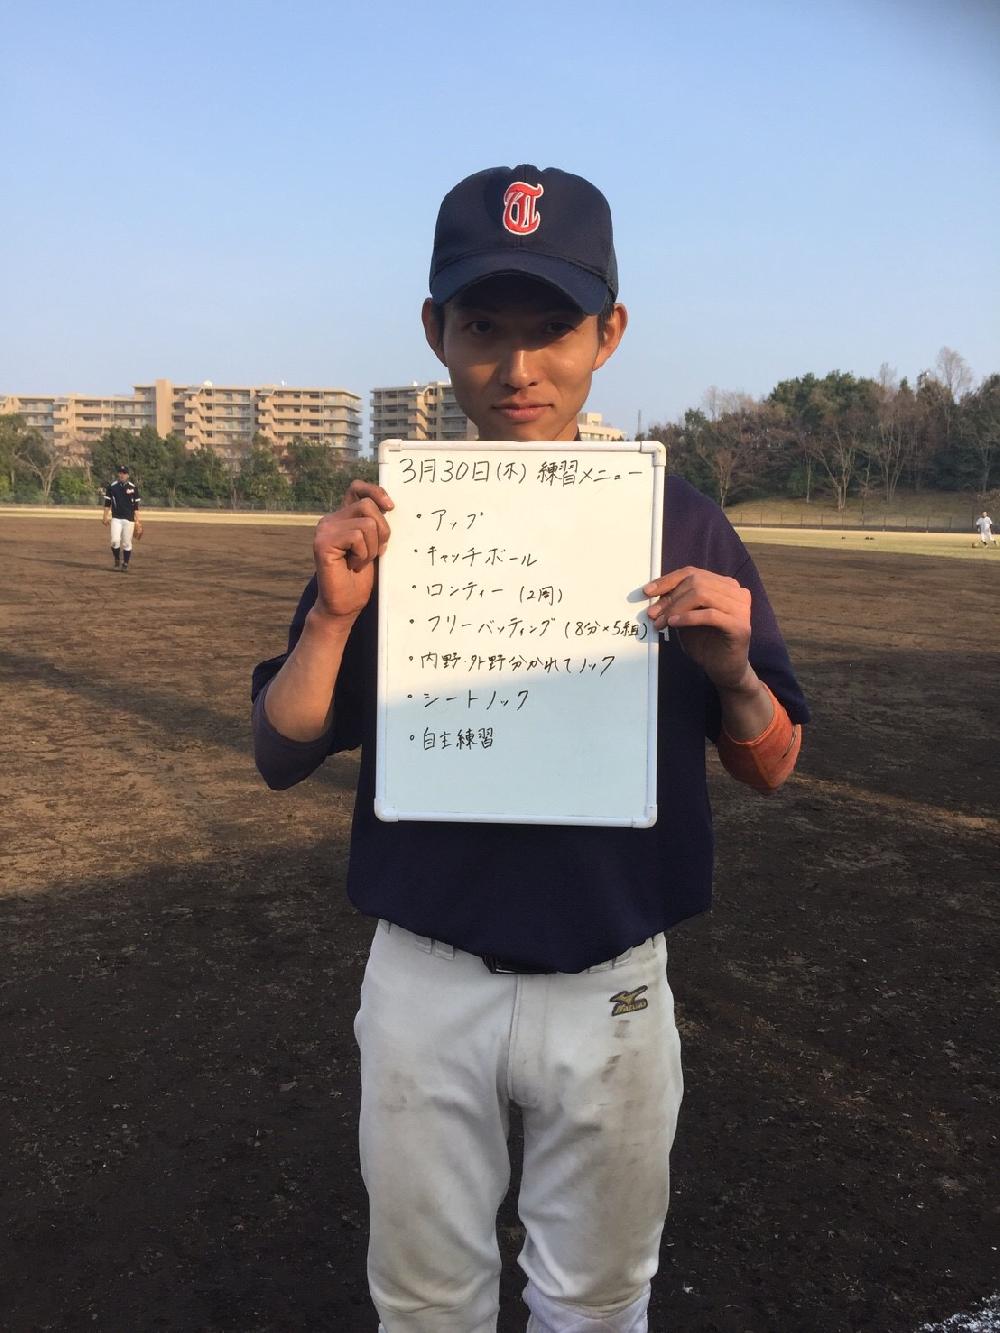 T
3月30日(木) 練習メニュー
・アップ
・キャッチボール
・ロンティー (2周)
・フリーバッティング (8分×5組)
・内野・外野分かれてノック
・シートノック
・自主練習
MIZUNO